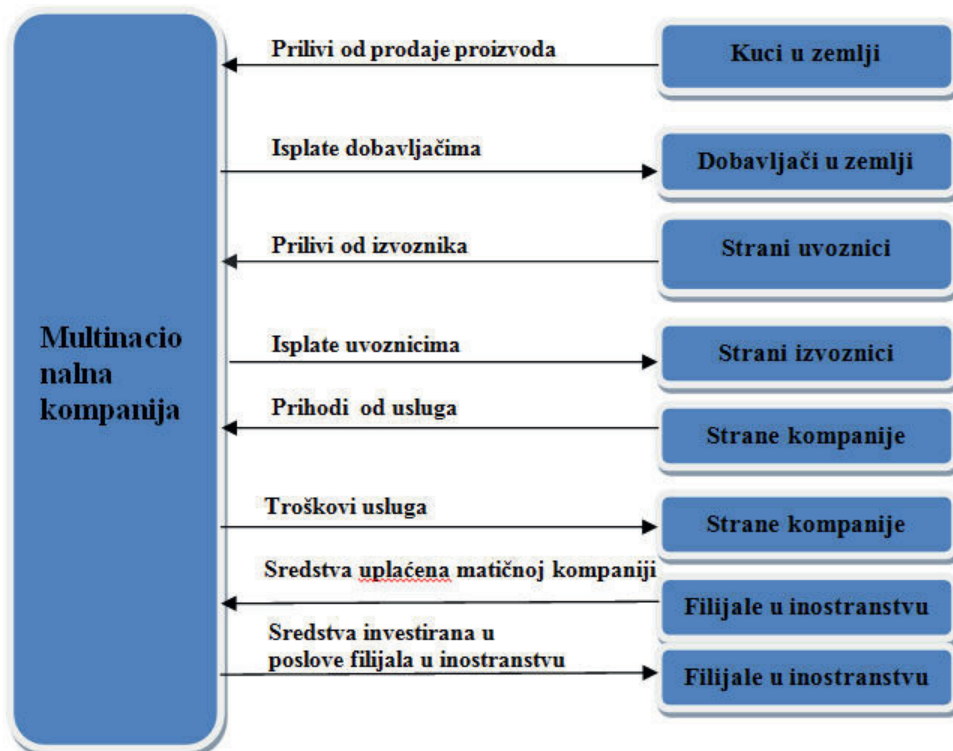 Prilivi od prodaje proizvoda
Kuci u zemlji
Isplate dobavljačima
Dobavljači u zemlji
Prilivi od izvoznika
Strani uvoznici
Multinacio
nalna
kompanija
Isplate uvoznicima
Strani izvoznici
Prihodi od usluga
Strane kompanije
Troškovi usluga
Strane kompanije
Sredstva uplaćena matičnoj kompaniji
Filijale u inostranstvu
Sredstva investirana u
poslove filijala u inostranstvu
Filijale u inostranstvu